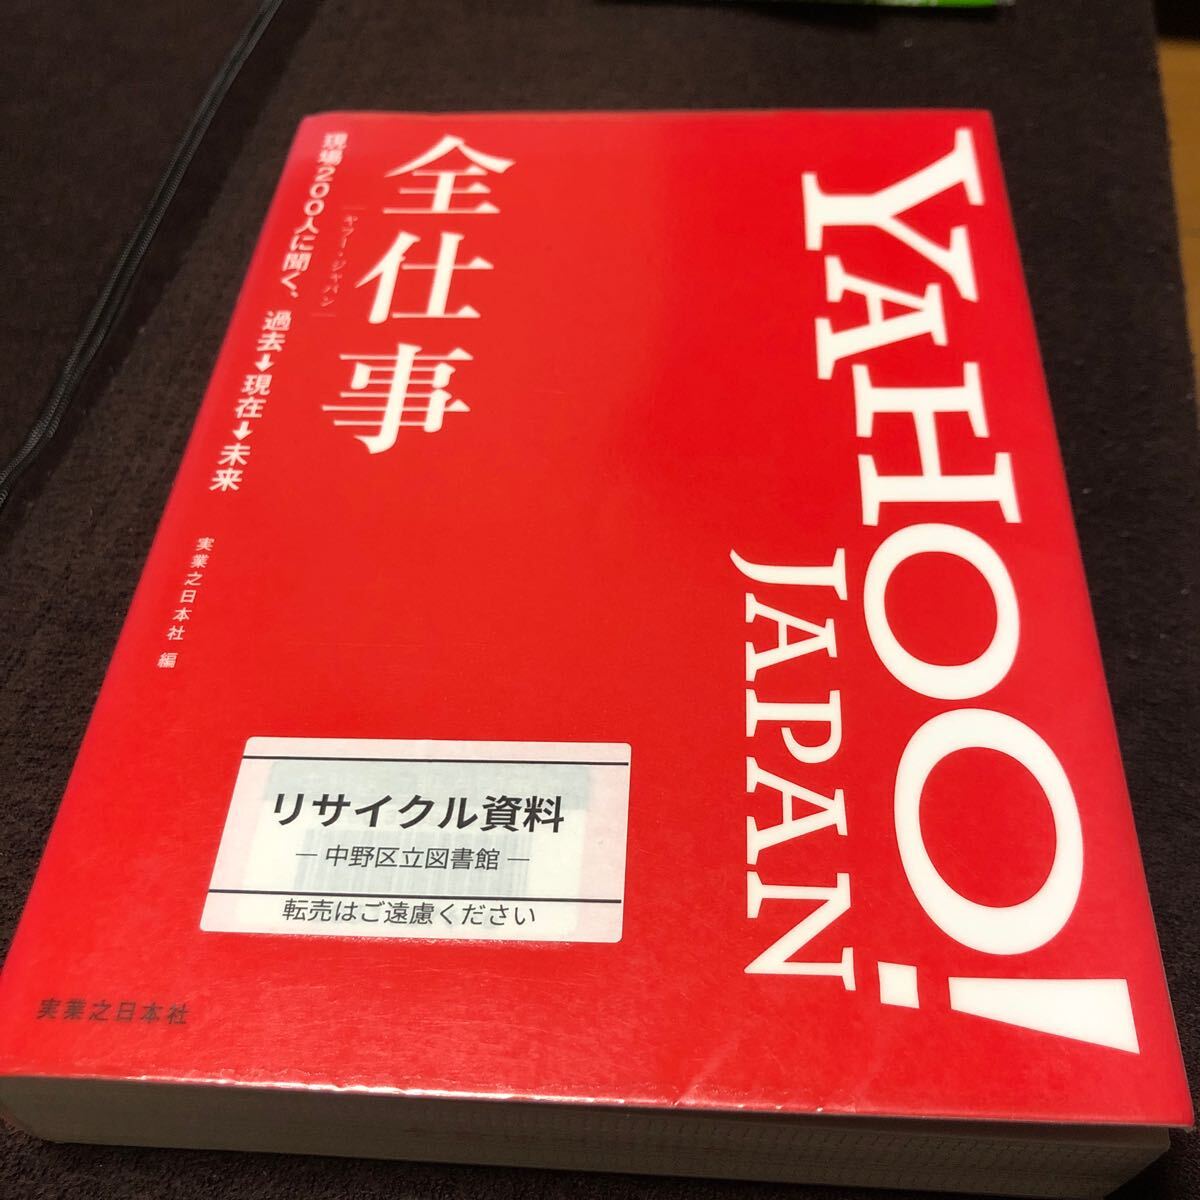 YAHOO!
JAPAN
全仕事
ヤフー・ジャパン
現場200人に聞く、過去→現在→未来
実業之日本社 編
リサイクル資料
― 中野区立図書館 ―
転売はご遠慮ください
実業之日本社